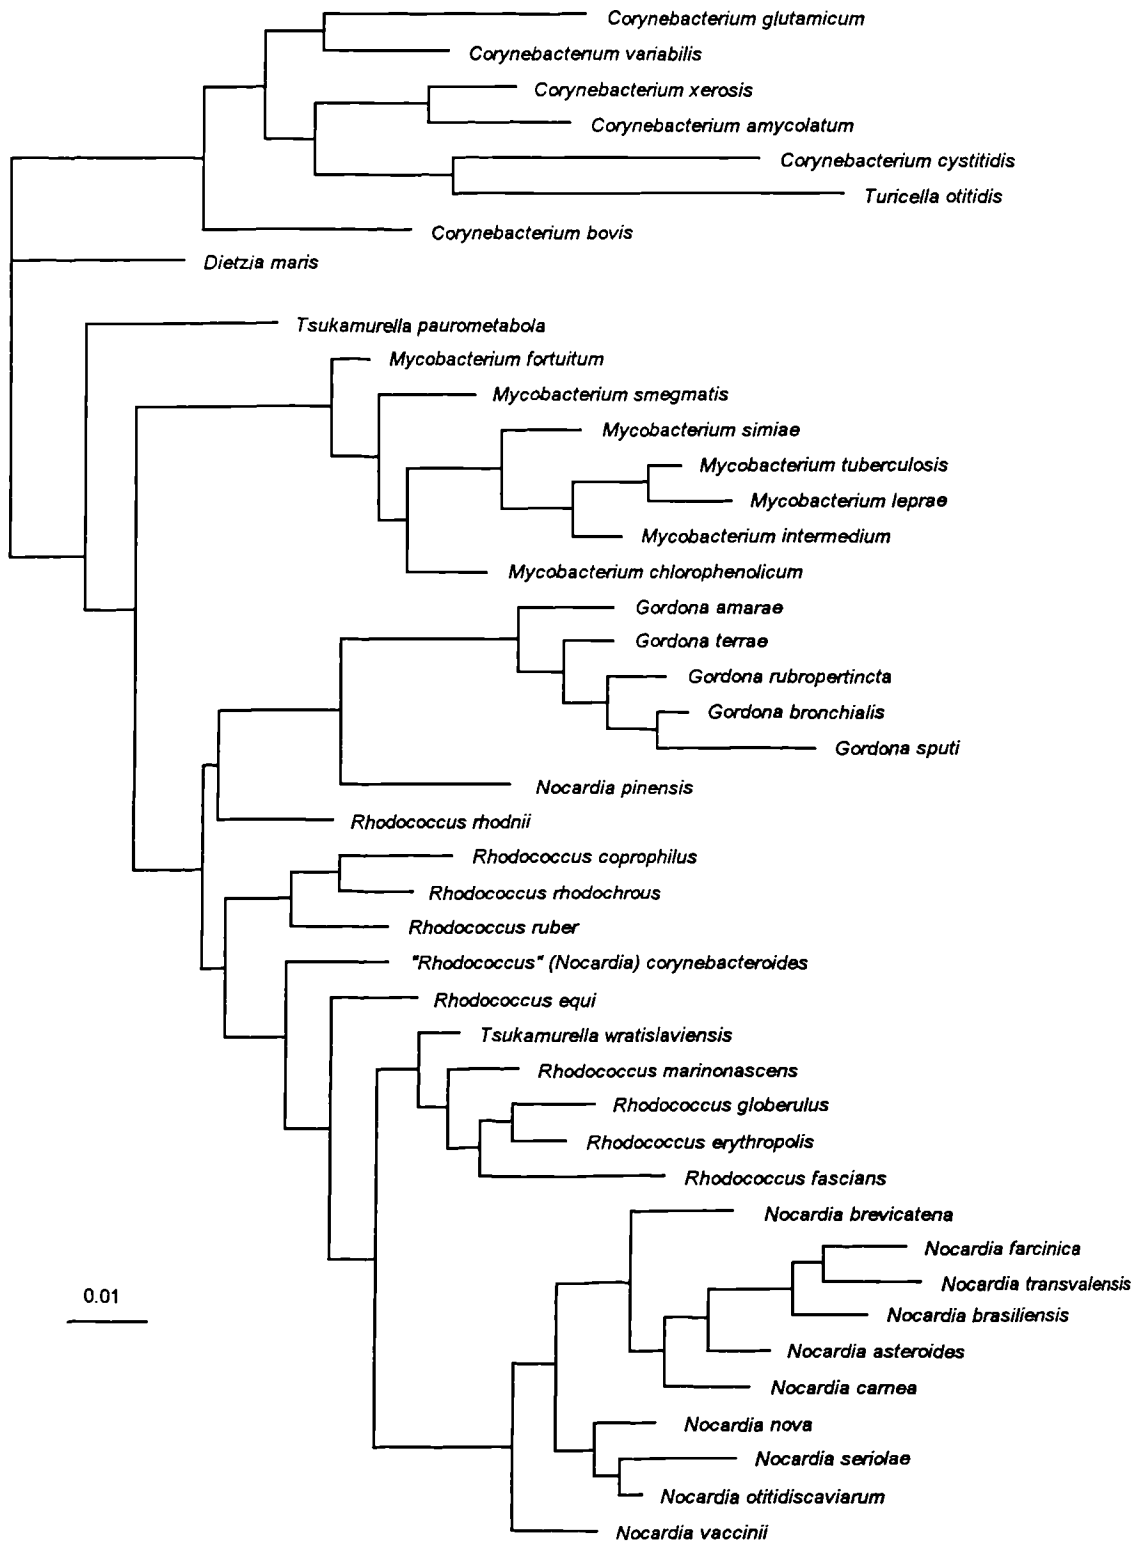 Corynebacterium glutamicum
Corynebacterium variabilis
Corynebacterium xerosis
Corynebacterium amycolatum
Corynebacterium cystitidis
Turicella otitidis
Corynebacterium bovis
Dietzia maris
Tsukamurella paurometabola
Mycobacterium fortuitum
Mycobacterium smegmatis
Mycobacterium simiae
Mycobacterium tuberculosis
Mycobacterium leprae
Mycobacterium intermedium
Mycobacterium chlorophenolicum
Gordona amarae
Gordona terrae
Gordona rubropertincta
Gordona bronchialis
Gordona sputi
Nocardia pinensis
Rhodococcus rhodnii
Rhodococcus coprophilus
Rhodococcus rhodochrous
Rhodococcus ruber
"Rhodococcus" (Nocardia) corynebacteroides
Rhodococcus equi
Tsukamurella wratislaviensis
Rhodococcus marinonascens
Rhodococcus globerulus
Rhodococcus erythropolis
Rhodococcus fascians
Nocardia brevicatena
Nocardia farcinica
Nocardia transvalensis
0.01
Nocardia brasiliensis
Nocardia asteroides
Nocardia carnea
Nocardia nova
Nocardia seriolae
Nocardia otitidiscaviarum
Nocardia vaccinii